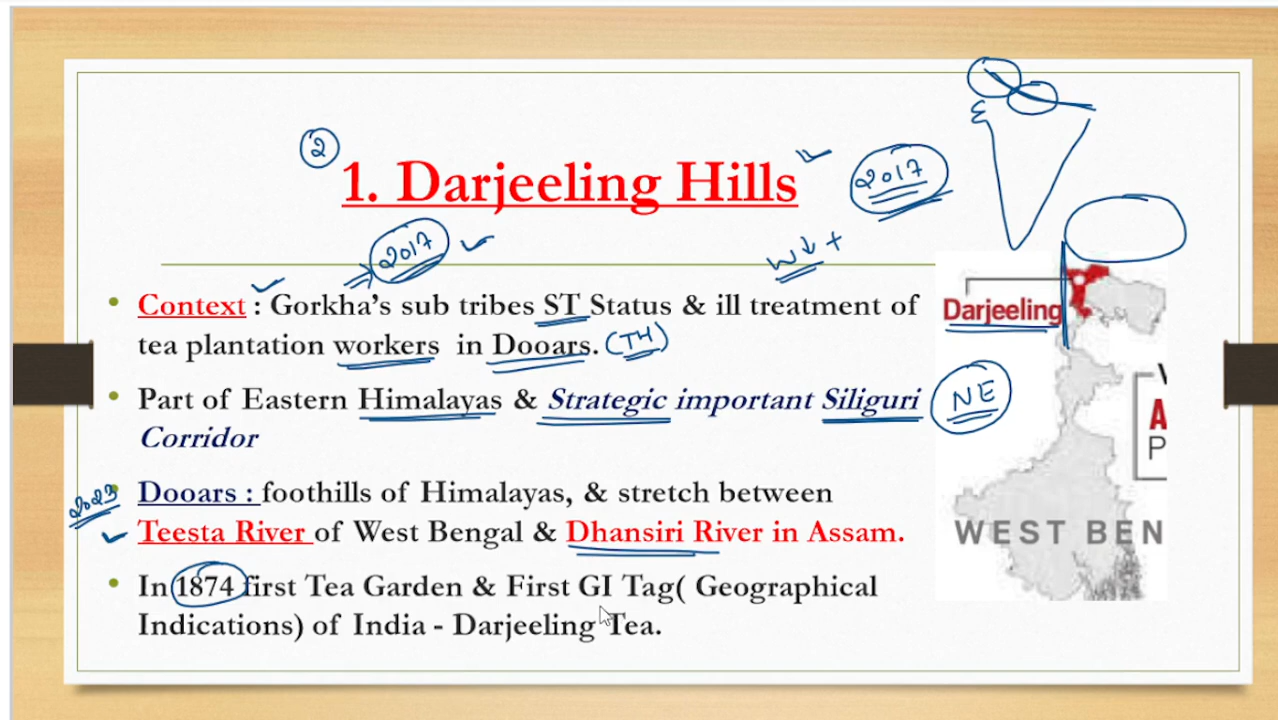 ②
1. Darjeeling Hills
2017
2017
W↓ +
Context : Gorkha's sub tribes ST Status & ill treatment of
tea plantation workers in Dooars. (TH)
Darjeeling
Part of Eastern Himalayas & Strategic important Siliguri
NE
Corridor
2023
Dooars : foothills of Himalayas, & stretch between
Teesta River of West Bengal & Dhansiri River in Assam.
WEST BEN
In 1874 first Tea Garden & First GI Tag( Geographical
Indications) of India - Darjeeling Tea.